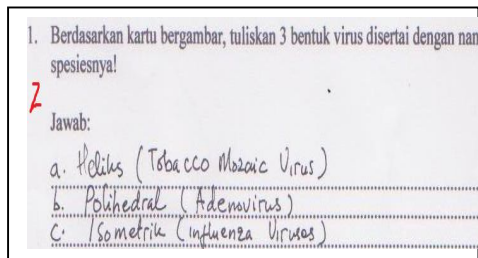 1. Berdasarkan kartu bergambar, tuliskan 3 bentuk virus disertai dengan nan
spesiesnya!
2
Jawab:
a. Heliks (Tobacco Mozaic Virus)
b. Polihedral (Adenovirus)
c. Isometrik (influenza Viruses)